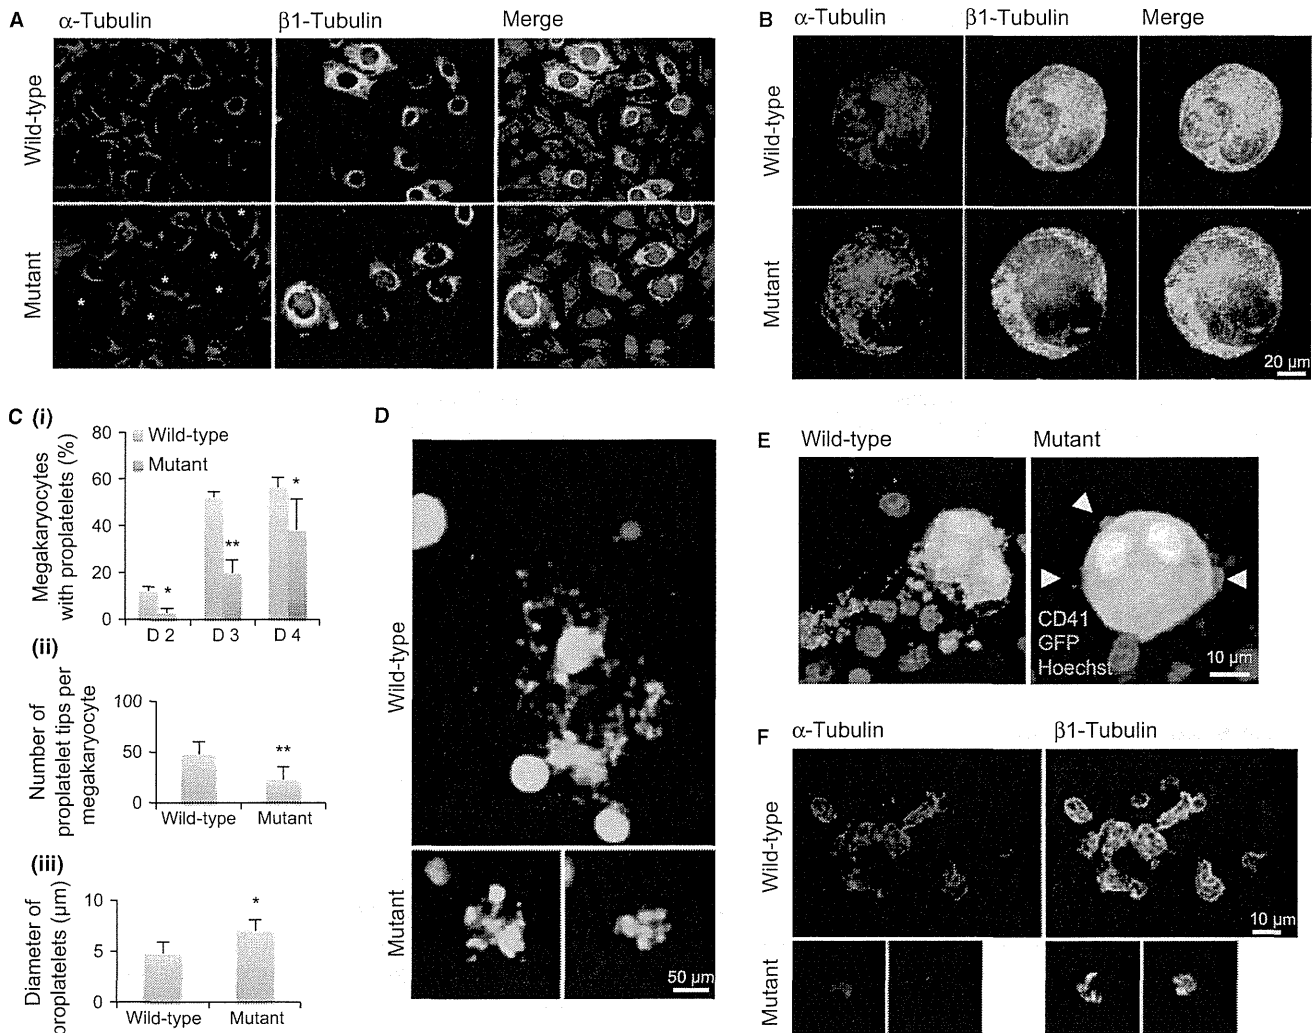 A
α-Tubulin
β1-Tubulin
Merge
Wild-type
Mutant
*
*
*
*
*
*
B
α-Tubulin
β1-Tubulin
Merge
Wild-type
Mutant
20 μm
C (i)
Megakaryocytes
with proplatelets (%)
80
60
40
20
0
Wild-type
Mutant
*
**
*
D 2
D 3
D 4
(ii)
Number of
proplatelet tips per
megakaryocyte
100
50
0
**
Wild-type
Mutant
(iii)
Diameter of
proplatelets (μm)
10
5
0
*
Wild-type
Mutant
D
Wild-type
Mutant
50 μm
E
Wild-type
Mutant
CD41
GFP
Hoechst
10 μm
F
α-Tubulin
β1-Tubulin
Wild-type
10 μm
Mutant